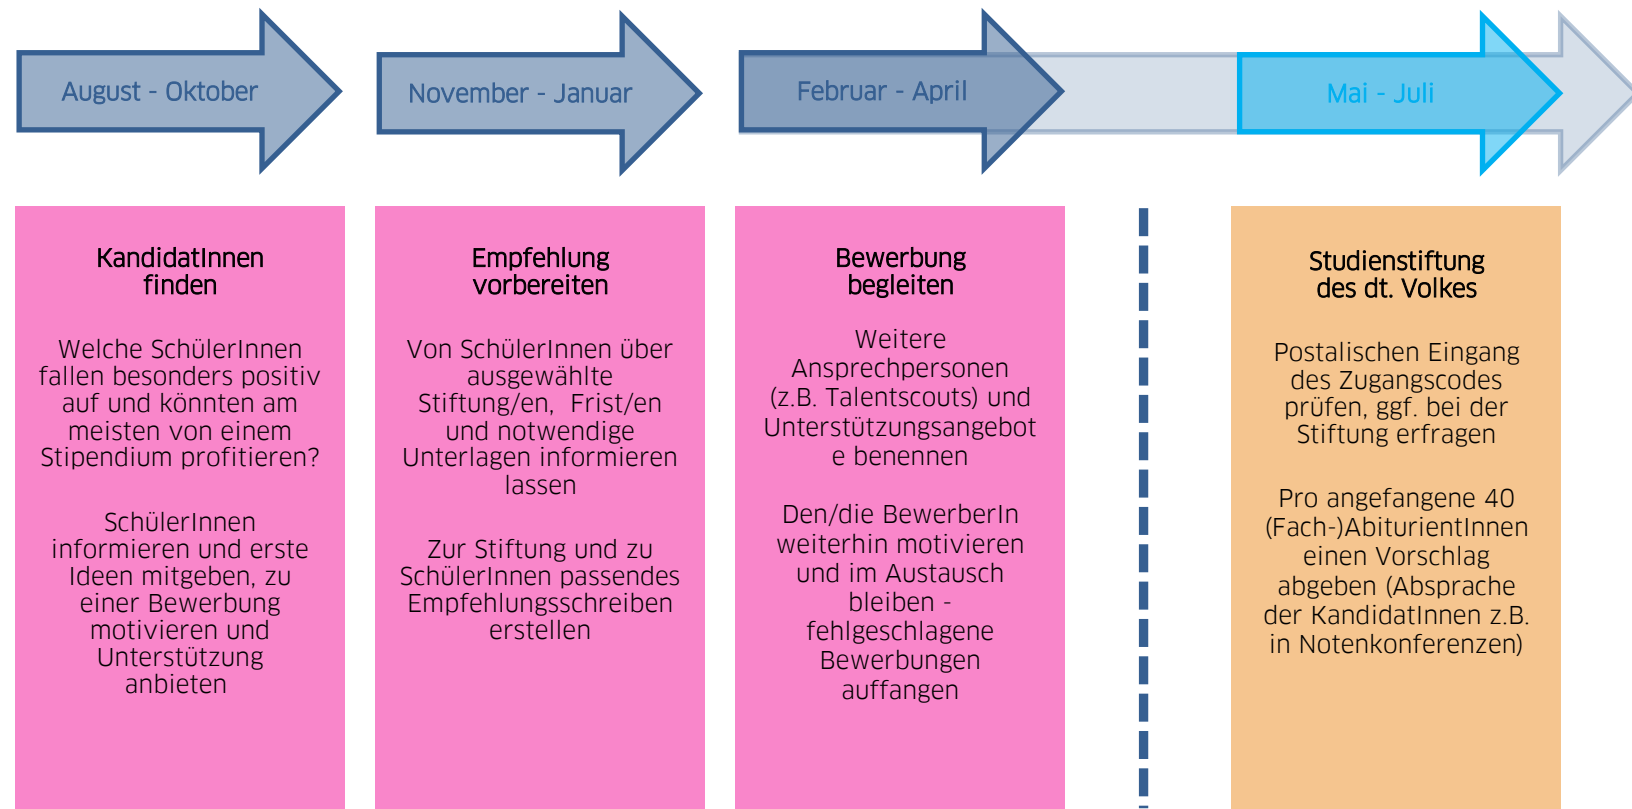 August - Oktober
November - Januar
Februar - April
Mai - Juli
KandidatInnen
finden
Welche SchülerInnen
fallen besonders positiv
auf und könnten am
meisten von einem
Stipendium profitieren?
SchülerInnen
informieren und erste
Ideen mitgeben, zu
einer Bewerbung
motivieren und
Unterstützung
anbieten
Empfehlung
vorbereiten
Von SchülerInnen über
ausgewählte
Stiftung/en, Frist/en
und notwendige
Unterlagen informieren
lassen
Zur Stiftung und zu
SchülerInnen passendes
Empfehlungsschreiben
erstellen
Bewerbung
begleiten
Weitere
Ansprechpersonen
(z.B. Talentscouts) und
Unterstützungsangebot
e benennen
Den/die BewerberIn
weiterhin motivieren
und im Austausch
bleiben -
fehlgeschlagene
Bewerbungen
auffangen
Studienstiftung
des dt. Volkes
Postalischen Eingang
des Zugangscodes
prüfen, ggf. bei der
Stiftung erfragen
Pro angefangene 40
(Fach-)AbiturientInnen
einen Vorschlag
abgeben (Absprache
der KandidatInnen z.B.
in Notenkonferenzen)